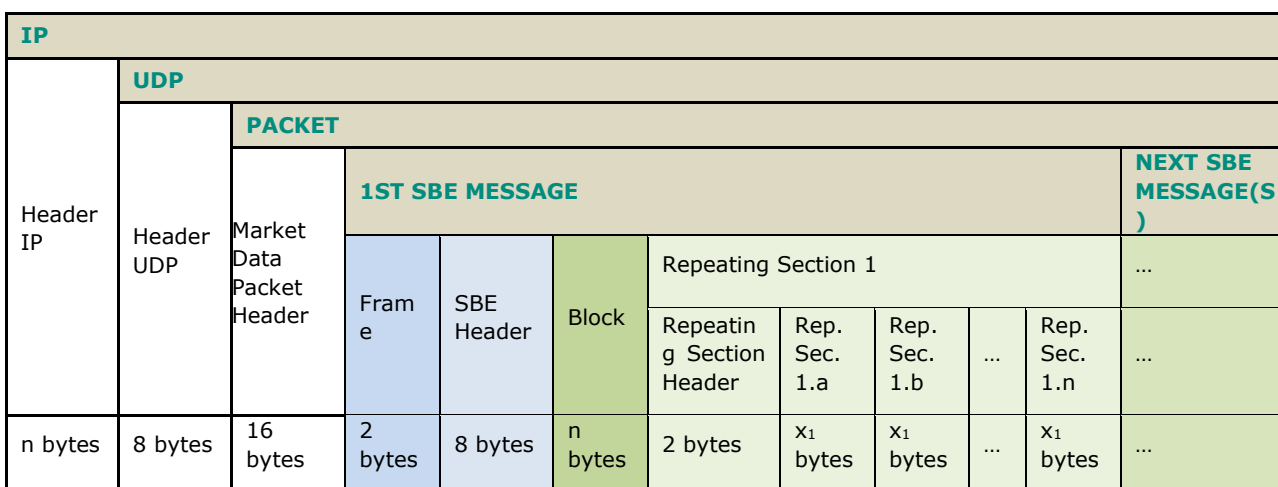 IP
UDP
PACKET
Header
IP
Header
UDP
Market
Data
Packet
Header
1ST SBE MESSAGE
NEXT SBE
MESSAGE(S
)
Fram
e
SBE
Header
Block
Repeating Section 1
...
Repeatin
g Section
Header
Rep.
Sec.
1.a
Rep.
Sec.
1.b
...
Rep.
Sec.
1.n
...
n bytes
8 bytes
16
bytes
2
bytes
8 bytes
n
bytes
2 bytes
x₁
bytes
x₁
bytes
...
x₁
bytes
...